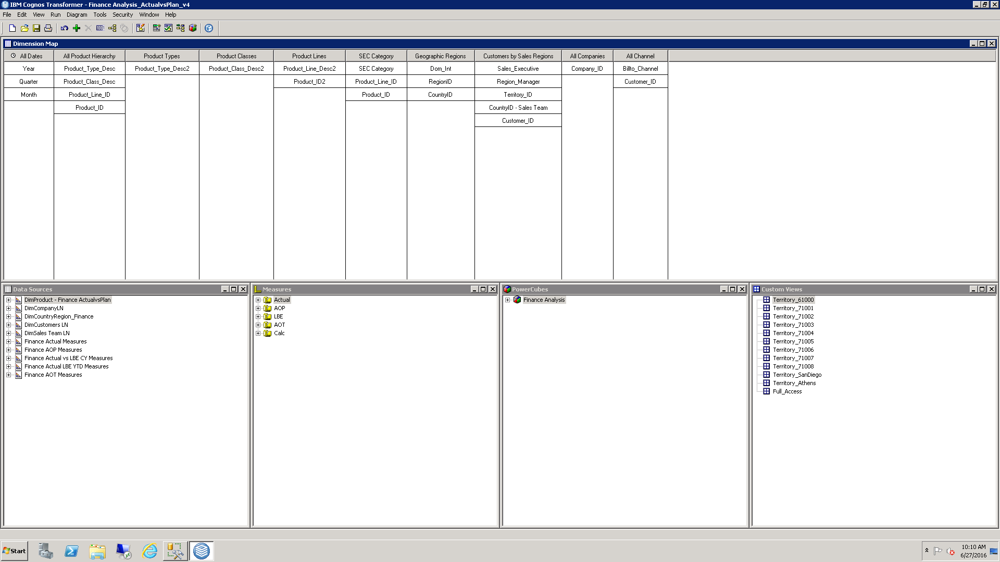 IBM Cognos Transformer - Finance Analysis_ActualvsPlan_v4
File Edit View Run Diagram Tools Security Window Help
Dimension Map
All Dates All Product Hierarchy Product Types Product Classes Product Lines SEC Category Geographic Regions Customers by Sales Regions All Companies All Channel
Year Product_Type_Desc Product_Type_Desc2 Product_Class_Desc2 Product_Line_Desc2 SEC Category Dom_Int Sales_Executive Company_ID Billto_Channel
Quarter Product_Class_Desc Product_ID2 Product_Line_ID RegionID Region_Manager Customer_ID
Month Product_Line_ID Product_ID CountryID Territory_ID
Product_ID CountryID - Sales Team
Customer_ID
Data Sources
DimProduct - Finance ActualvsPlan
DimCompanyLN
DimCountryRegion_Finance
DimCustomers LN
DimSales Team LN
Finance Actual Measures
Finance AOP Measures
Finance Actual vs LBE CY Measures
Finance Actual LBE YTD Measures
Finance AOT Measures
Measures
Actual
AOP
LBE
AOT
Calc
PowerCubes
Finance Analysis
Custom Views
Territory_61000
Territory_71001
Territory_71002
Territory_71003
Territory_71004
Territory_71005
Territory_71006
Territory_71007
Territory_71008
Territory_SanDiego
Territory_Athens
Full_Access
Start
10:10 AM
6/27/2016